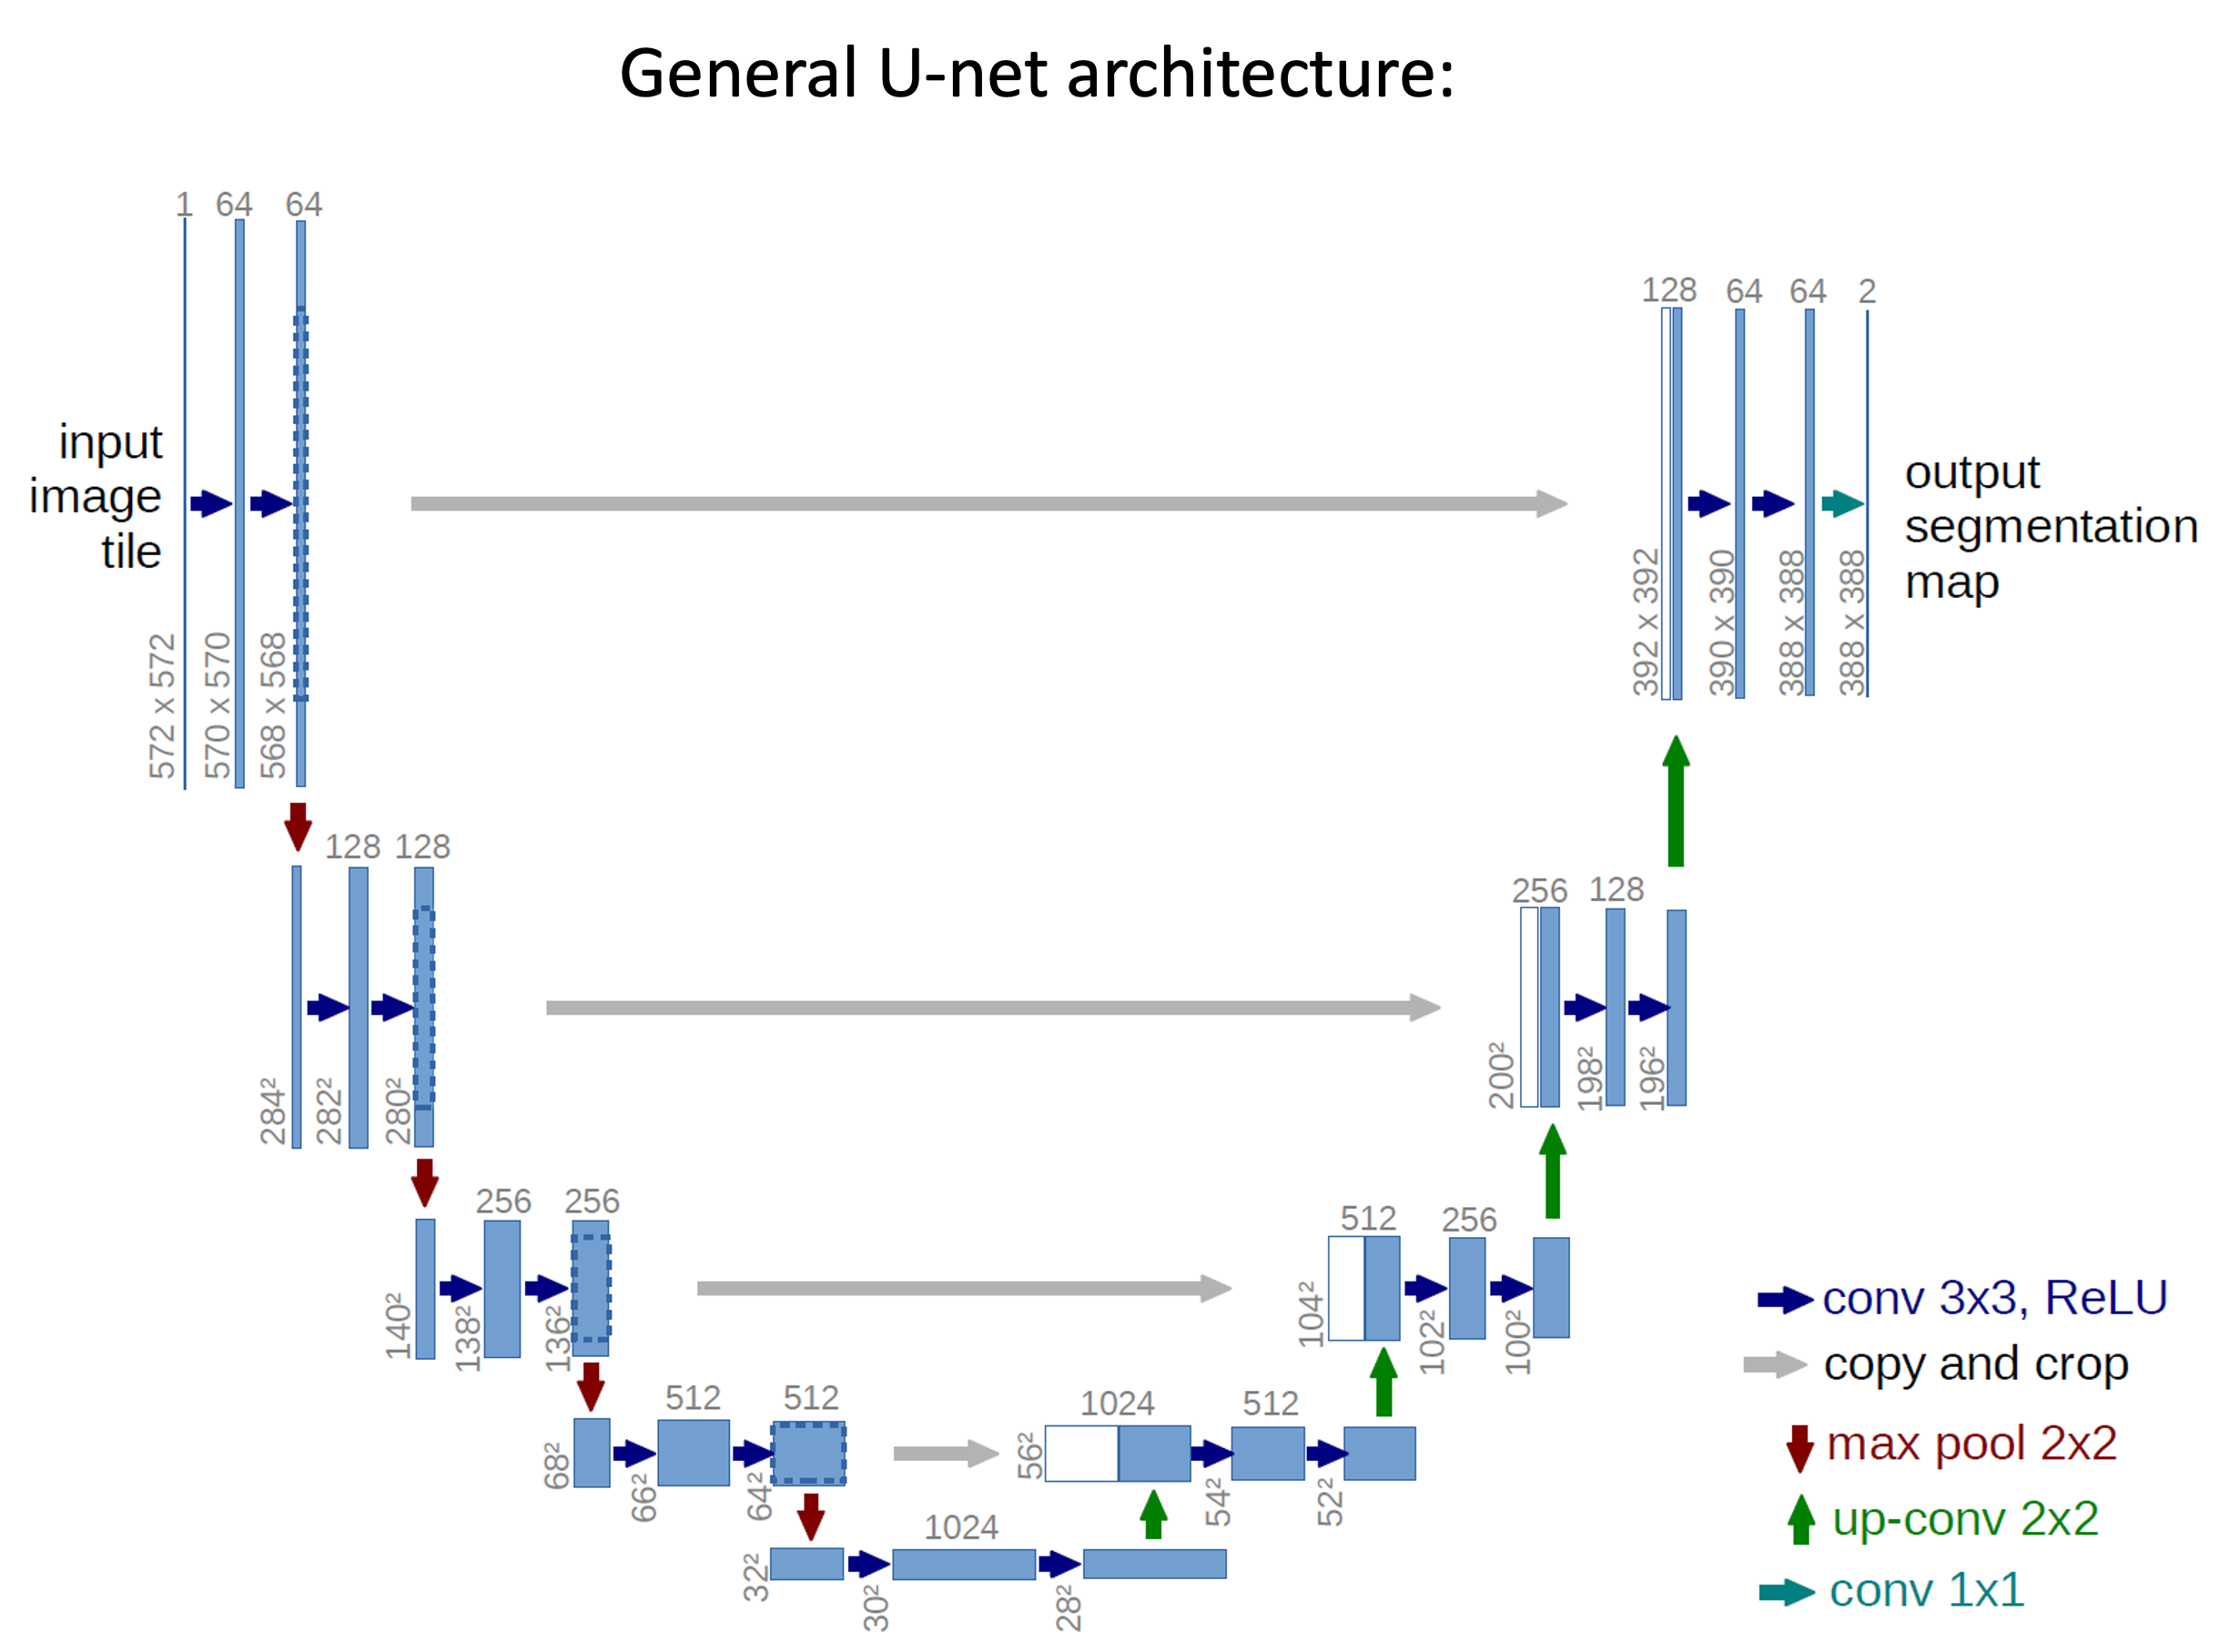 General U-net architecture:
1 64 64
128 64 64 2
input
image
tile
output
segmentation
map
572 x 572
570 x 570
568 x 568
392 x 392
390 x 390
388 x 388
388 x 388
128 128
256 128
284²
282²
280²
200²
198²
196²
256 256
512 256
140²
138²
136²
104²
102²
100²
conv 3x3, ReLU
copy and crop
max pool 2x2
up-conv 2x2
conv 1x1
512 512
1024 512
68²
66²
64²
56²
54²
52²
1024
32²
30²
28²